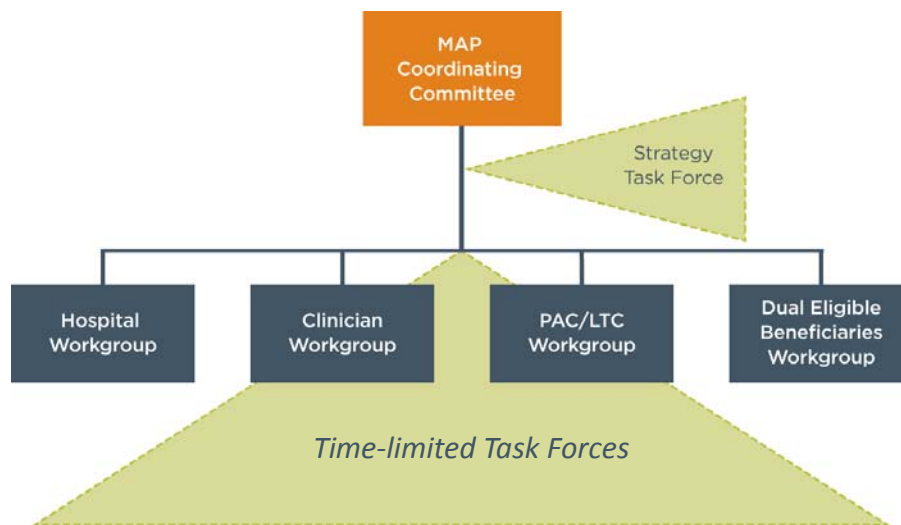 MAP
Coordinating
Committee
Strategy
Task Force
Hospital
Workgroup
Clinician
Workgroup
PAC/LTC
Workgroup
Dual Eligible
Beneficiaries
Workgroup
Time-limited Task Forces